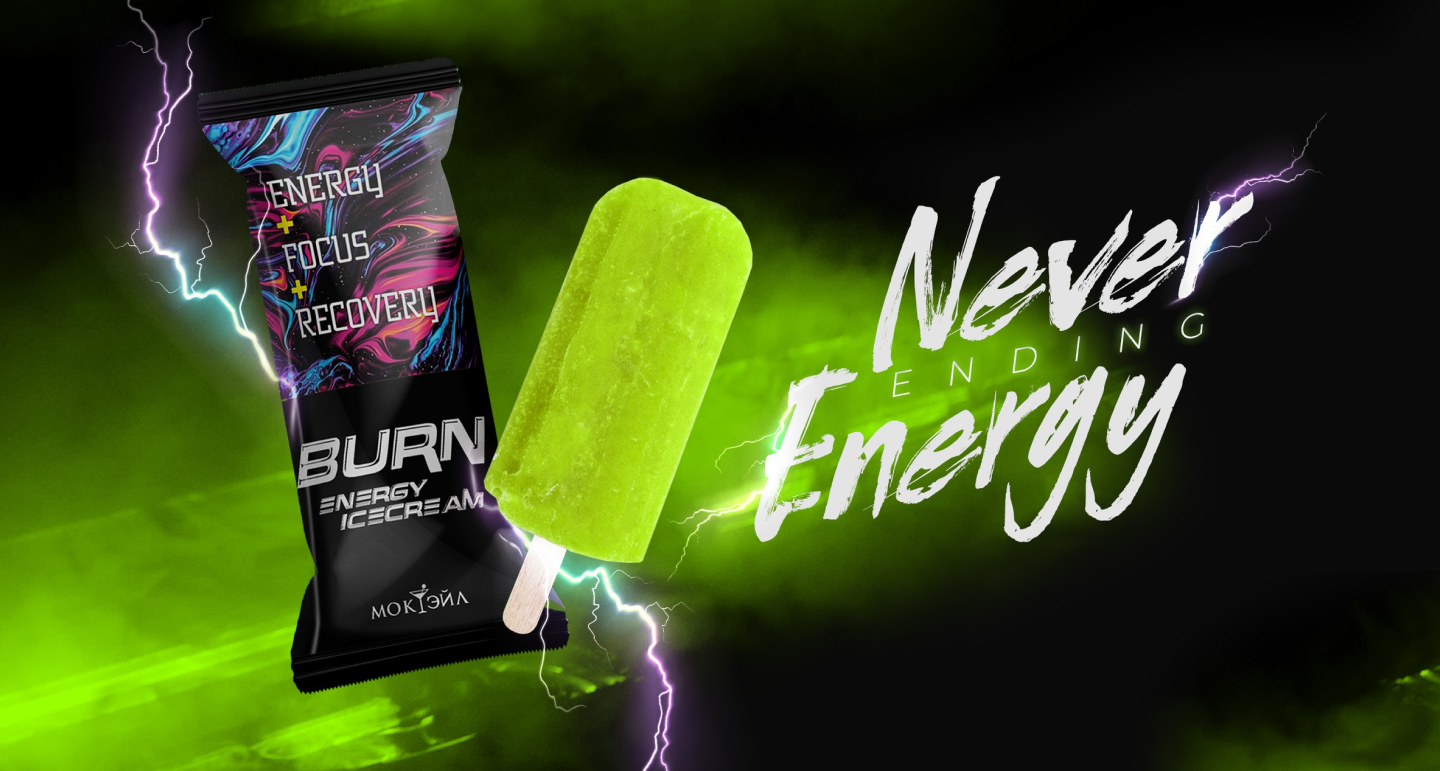 ENERGY
+
FOCUS
+
RECOVERY
BURN
ENERGY
ICECREAM
МОКТЭЙЛ
Never
ENDING
Energy